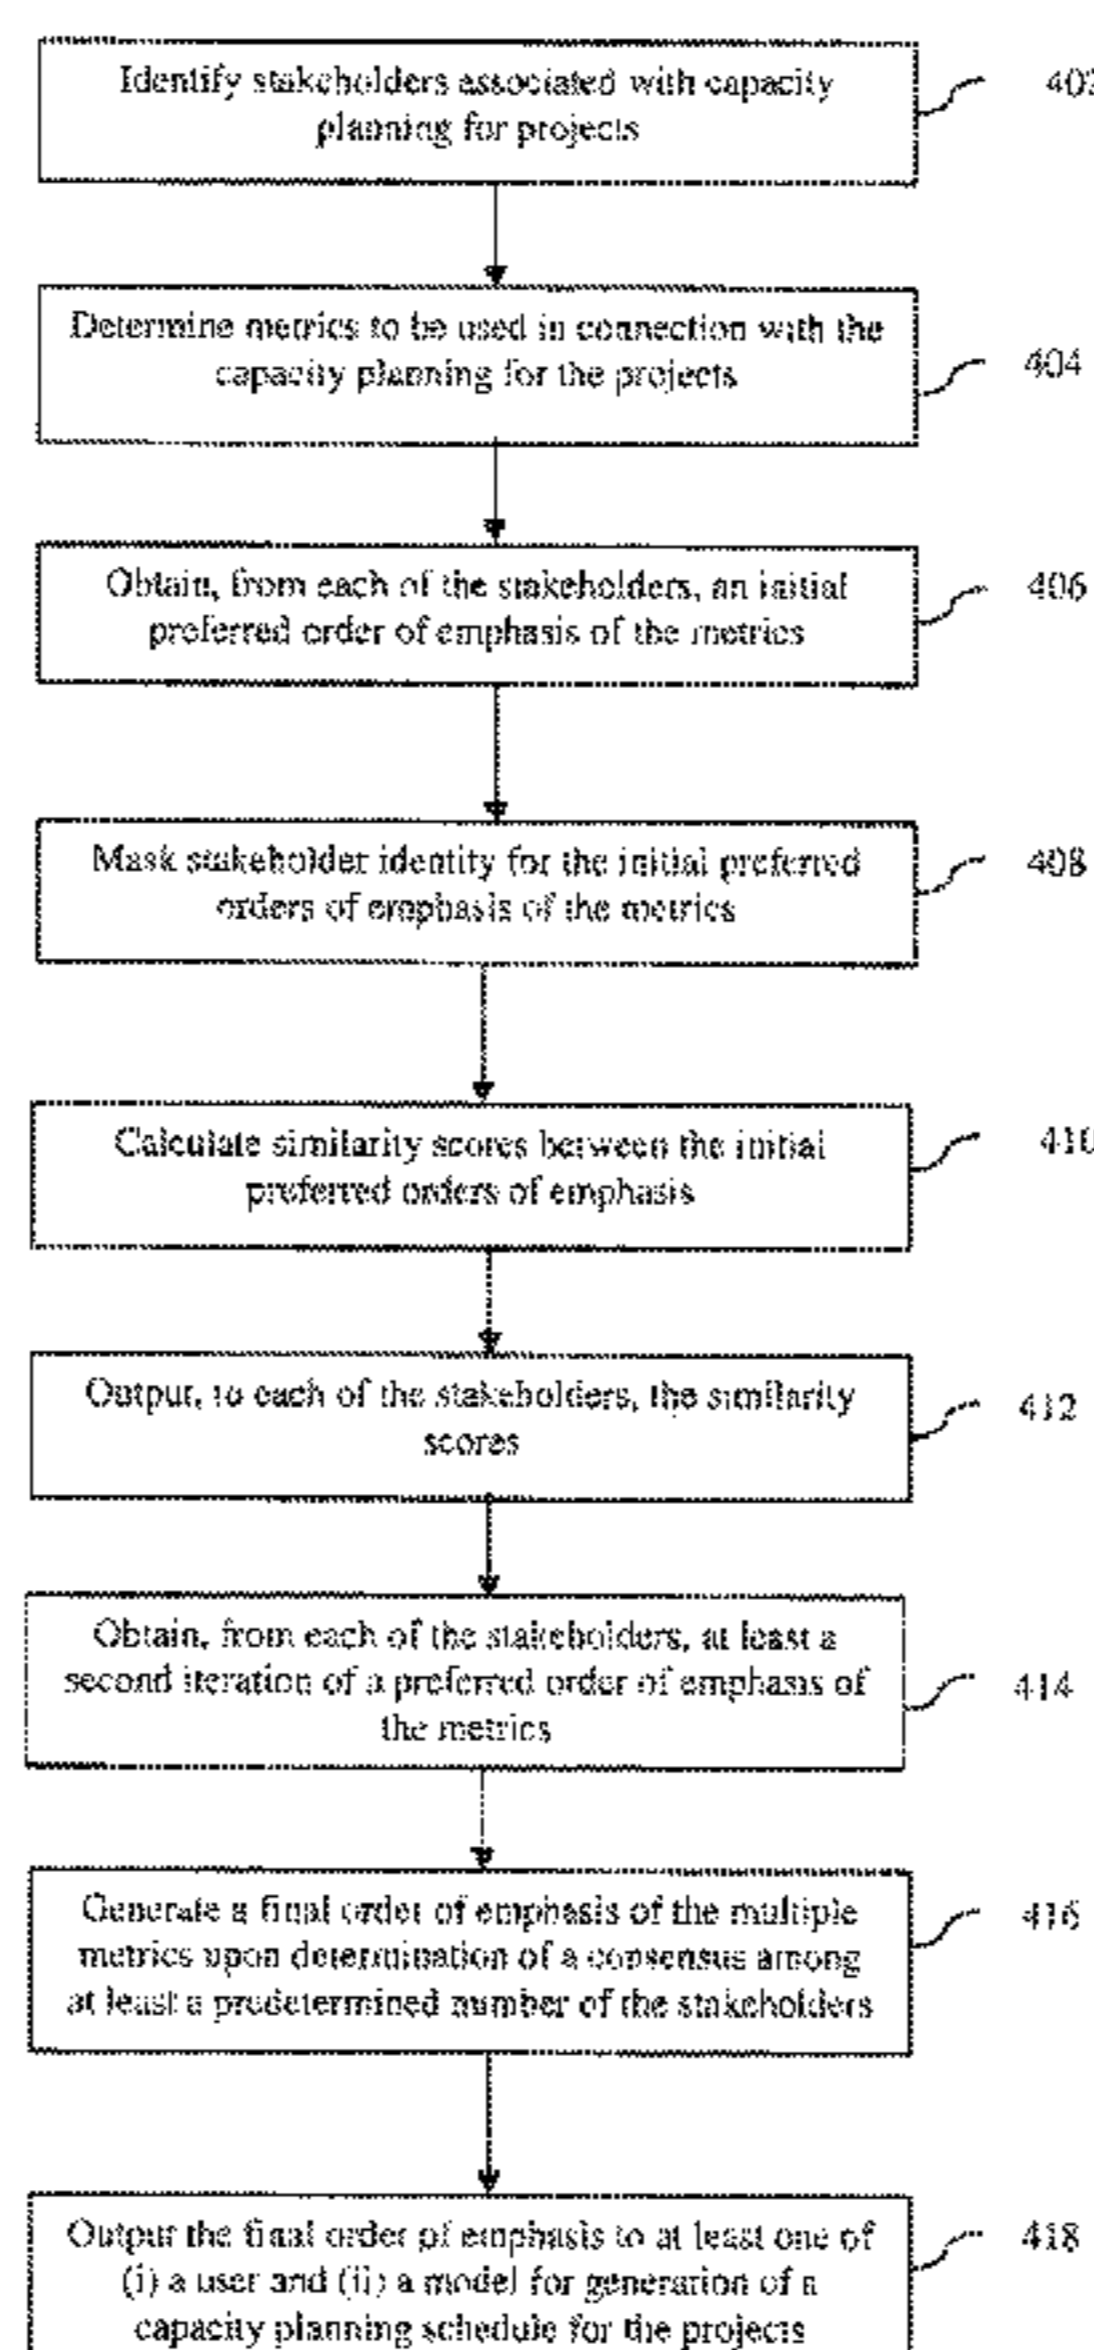 Identify stakeholders associated with capacity
planning for projects
402
Determine metrics to be used in connection with the
capacity planning for the projects
404
Obtain, from each of the stakeholders, an initial
preferred order of emphasis of the metrics
406
Mask stakeholder identity for the initial preferred
orders of emphasis of the metrics
408
Calculate similarity scores between the initial
preferred orders of emphasis
410
Output, to each of the stakeholders, the similarity
scores
412
Obtain, from each of the stakeholders, at least a
second iteration of a preferred order of emphasis of
the metrics
414
Generate a final order of emphasis of the multiple
metrics upon determination of a consensus among
at least a predetermined number of the stakeholders
416
Output the final order of emphasis to at least one of
(i) a user and (ii) a model for generation of a
capacity planning schedule for the projects
418